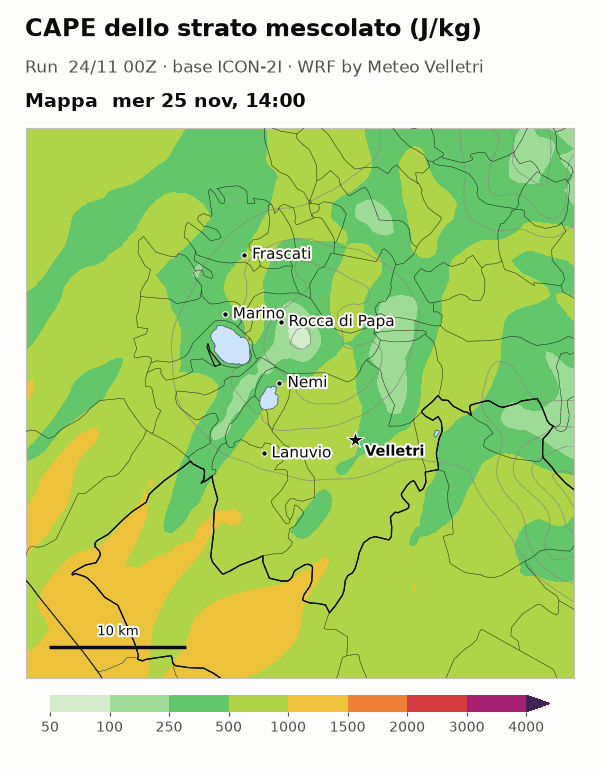 CAPE dello strato mescolato (J/kg)
Run  24/11 00Z · base ICON-2I · WRF by Meteo Velletri
Mappa  mer 25 nov, 14:00
Frascati
Marino
Rocca di Papa
Nemi
Velletri
Lanuvio
10 km
50 100 250 500 1000 1500 2000 3000 4000